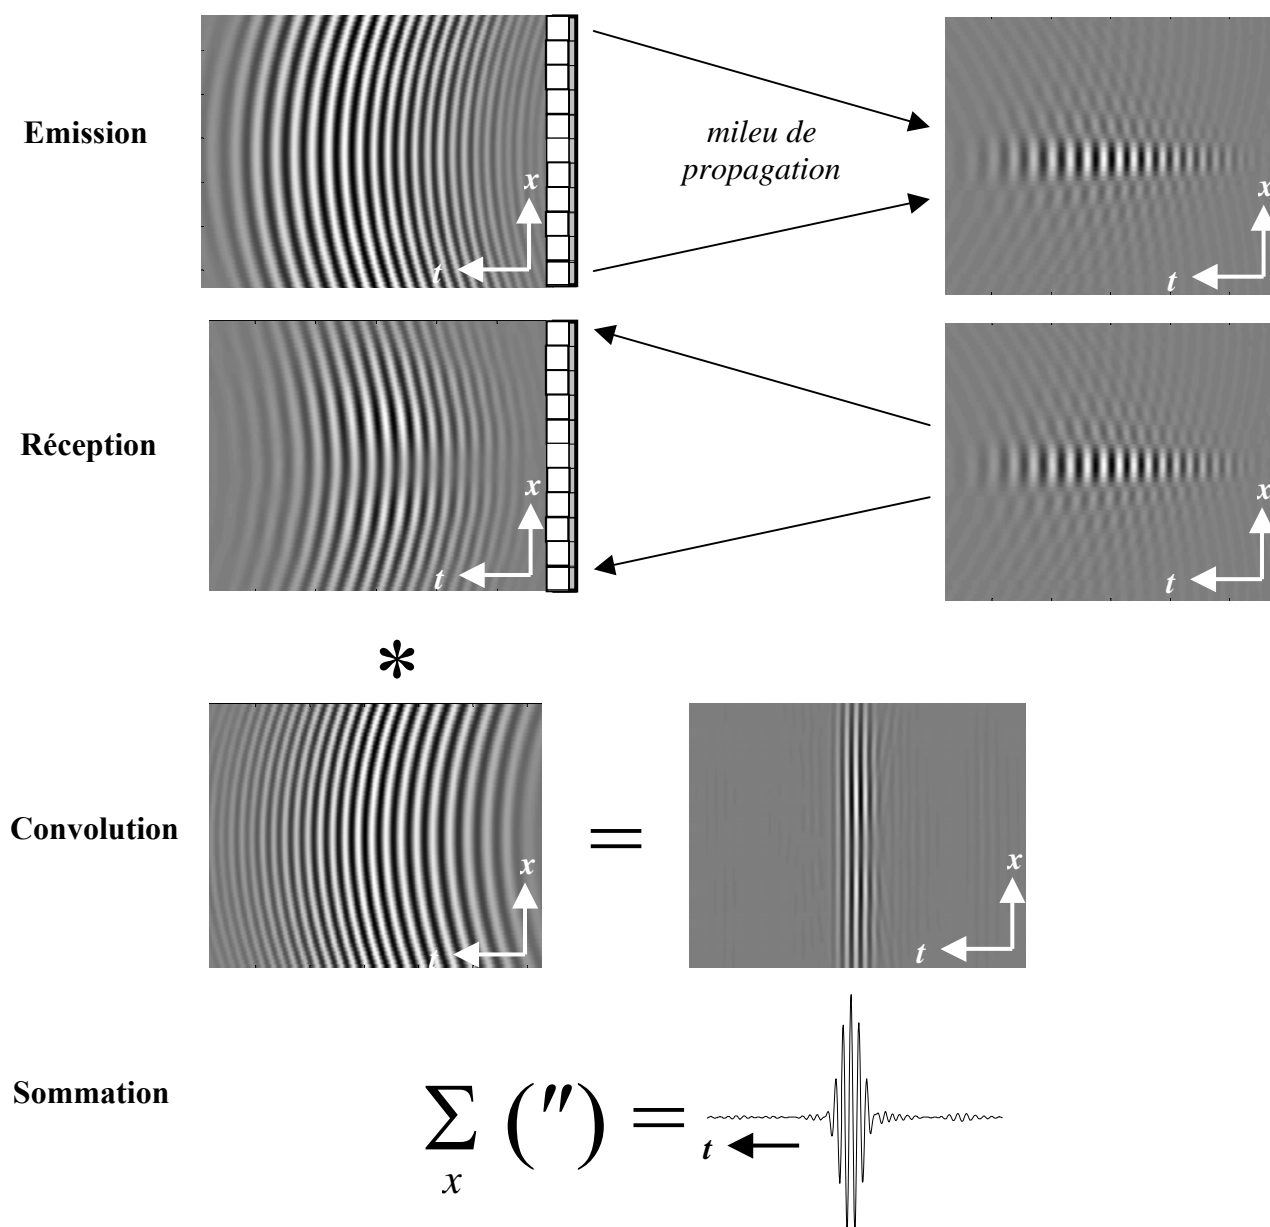 Emission
mileu de
propagation
x
t
x
t
Réception
x
t
x
t
*
Convolution
x
t
=
x
t
Sommation
∑ (″) =
x
t